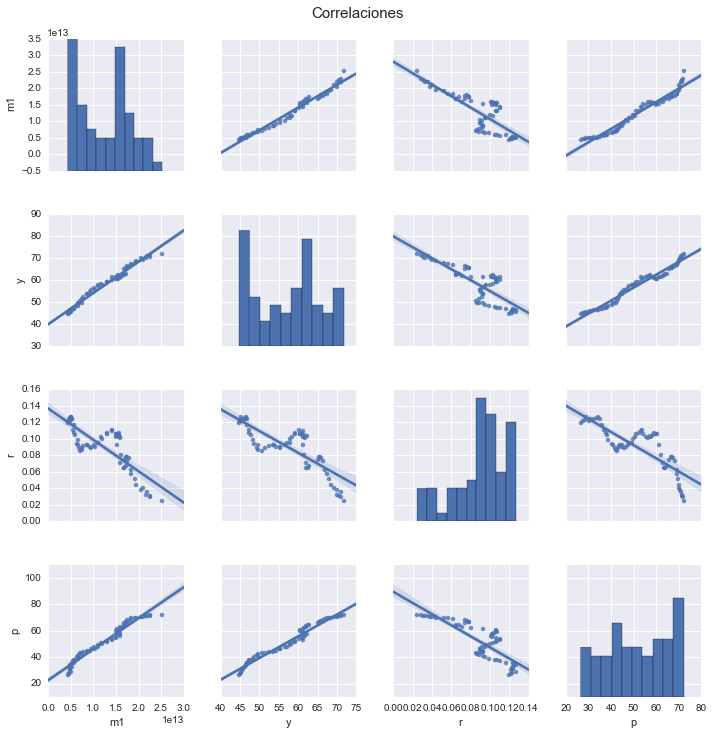 Correlaciones
1e13
3.5
3.0
2.5
2.0
1.5
1.0
0.5
0.0
−0.5
m1
90
80
70
60
50
40
30
y
0.16
0.14
0.12
0.10
0.08
0.06
0.04
0.02
0.00
r
100
80
60
40
20
p
0.0 0.5 1.0 1.5 2.0 2.5 3.0
1e13
m1
40 45 50 55 60 65 70 75
y
0.00 0.02 0.04 0.06 0.08 0.10 0.12 0.14
r
20 30 40 50 60 70 80
p